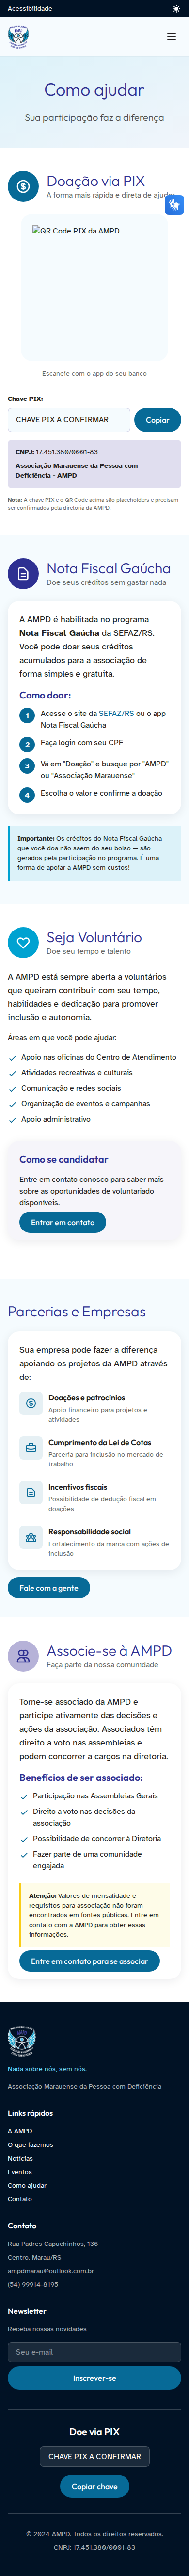 Acessibilidade
Como ajudar
Sua participação faz a diferença
Doação via PIX
A forma mais rápida e direta de ajudar
QR Code PIX da AMPD
Escaneie com o app do seu banco
Chave PIX:
CHAVE PIX A CONFIRMAR
Copiar
CNPJ: 17.451.380/0001-83
Associação Marauense da Pessoa com
Deficiência - AMPD
Nota: A chave PIX e o QR Code acima são placeholders e precisam
ser confirmados pela diretoria da AMPD.
Nota Fiscal Gaúcha
Doe seus créditos sem gastar nada
A AMPD é habilitada no programa
Nota Fiscal Gaúcha da SEFAZ/RS.
Você pode doar seus créditos
acumulados para a associação de
forma simples e gratuita.
Como doar:
1 Acesse o site da SEFAZ/RS ou o app
Nota Fiscal Gaúcha
2 Faça login com seu CPF
3 Vá em "Doação" e busque por "AMPD"
ou "Associação Marauense"
4 Escolha o valor e confirme a doação
Importante: Os créditos do Nota Fiscal Gaúcha
que você doa não saem do seu bolso — são
gerados pela participação no programa. É uma
forma de apoiar a AMPD sem custos!
Seja Voluntário
Doe seu tempo e talento
A AMPD está sempre aberta a voluntários
que queiram contribuir com seu tempo,
habilidades e dedicação para promover
inclusão e autonomia.
Áreas em que você pode ajudar:
Apoio nas oficinas do Centro de Atendimento
Atividades recreativas e culturais
Comunicação e redes sociais
Organização de eventos e campanhas
Apoio administrativo
Como se candidatar
Entre em contato conosco para saber mais
sobre as oportunidades de voluntariado
disponíveis.
Entrar em contato
Parcerias e Empresas
Sua empresa pode fazer a diferença
apoiando os projetos da AMPD através
de:
Doações e patrocínios
Apoio financeiro para projetos e
atividades
Cumprimento da Lei de Cotas
Parceria para inclusão no mercado de
trabalho
Incentivos fiscais
Possibilidade de dedução fiscal em
doações
Responsabilidade social
Fortalecimento da marca com ações de
inclusão
Fale com a gente
Associe-se à AMPD
Faça parte da nossa comunidade
Torne-se associado da AMPD e
participe ativamente das decisões e
ações da associação. Associados têm
direito a voto nas assembleias e
podem concorrer a cargos na diretoria.
Benefícios de ser associado:
Participação nas Assembleias Gerais
Direito a voto nas decisões da
associação
Possibilidade de concorrer à Diretoria
Fazer parte de uma comunidade
engajada
Atenção: Valores de mensalidade e
requisitos para associação não foram
encontrados em fontes públicas. Entre em
contato com a AMPD para obter essas
informações.
Entre em contato para se associar
Nada sobre nós, sem nós.
Associação Marauense da Pessoa com Deficiência
Links rápidos
A AMPD
O que fazemos
Notícias
Eventos
Como ajudar
Contato
Contato
Rua Padres Capuchinhos, 136
Centro, Marau/RS
ampdmarau@outlook.com.br
(54) 99914-8195
Newsletter
Receba nossas novidades
Seu e-mail
Inscrever-se
Doe via PIX
CHAVE PIX A CONFIRMAR
Copiar chave
© 2024 AMPD. Todos os direitos reservados.
CNPJ: 17.451.380/0001-83